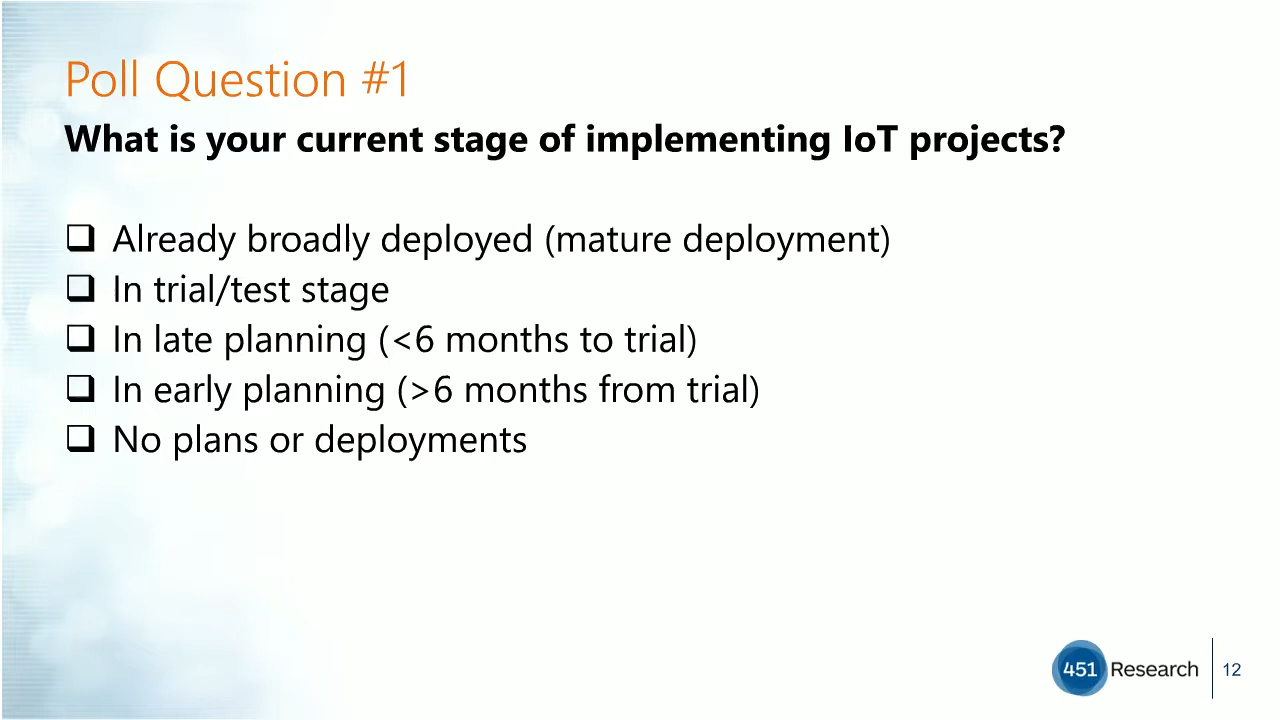 Poll Question #1
What is your current stage of implementing IoT projects?
Already broadly deployed (mature deployment)
In trial/test stage
In late planning (<6 months to trial)
In early planning (>6 months from trial)
No plans or deployments
451 Research 12